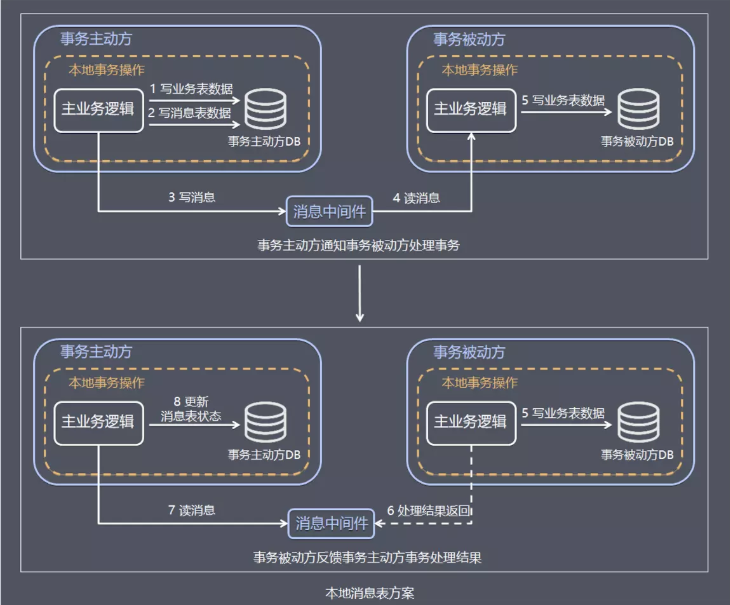 事务主动方
事务被动方
本地事务操作
本地事务操作
主业务逻辑
1 写业务表数据
2 写消息表数据
事务主动方DB
主业务逻辑
5 写业务表数据
事务被动方DB
3 写消息
消息中间件
4 读消息
事务主动方通知事务被动方处理事务
事务主动方
事务被动方
本地事务操作
本地事务操作
主业务逻辑
8 更新
消息表状态
事务主动方DB
主业务逻辑
5 写业务表数据
事务被动方DB
7 读消息
消息中间件
6 处理结果返回
事务被动方反馈事务主动方事务处理结果
本地消息表方案